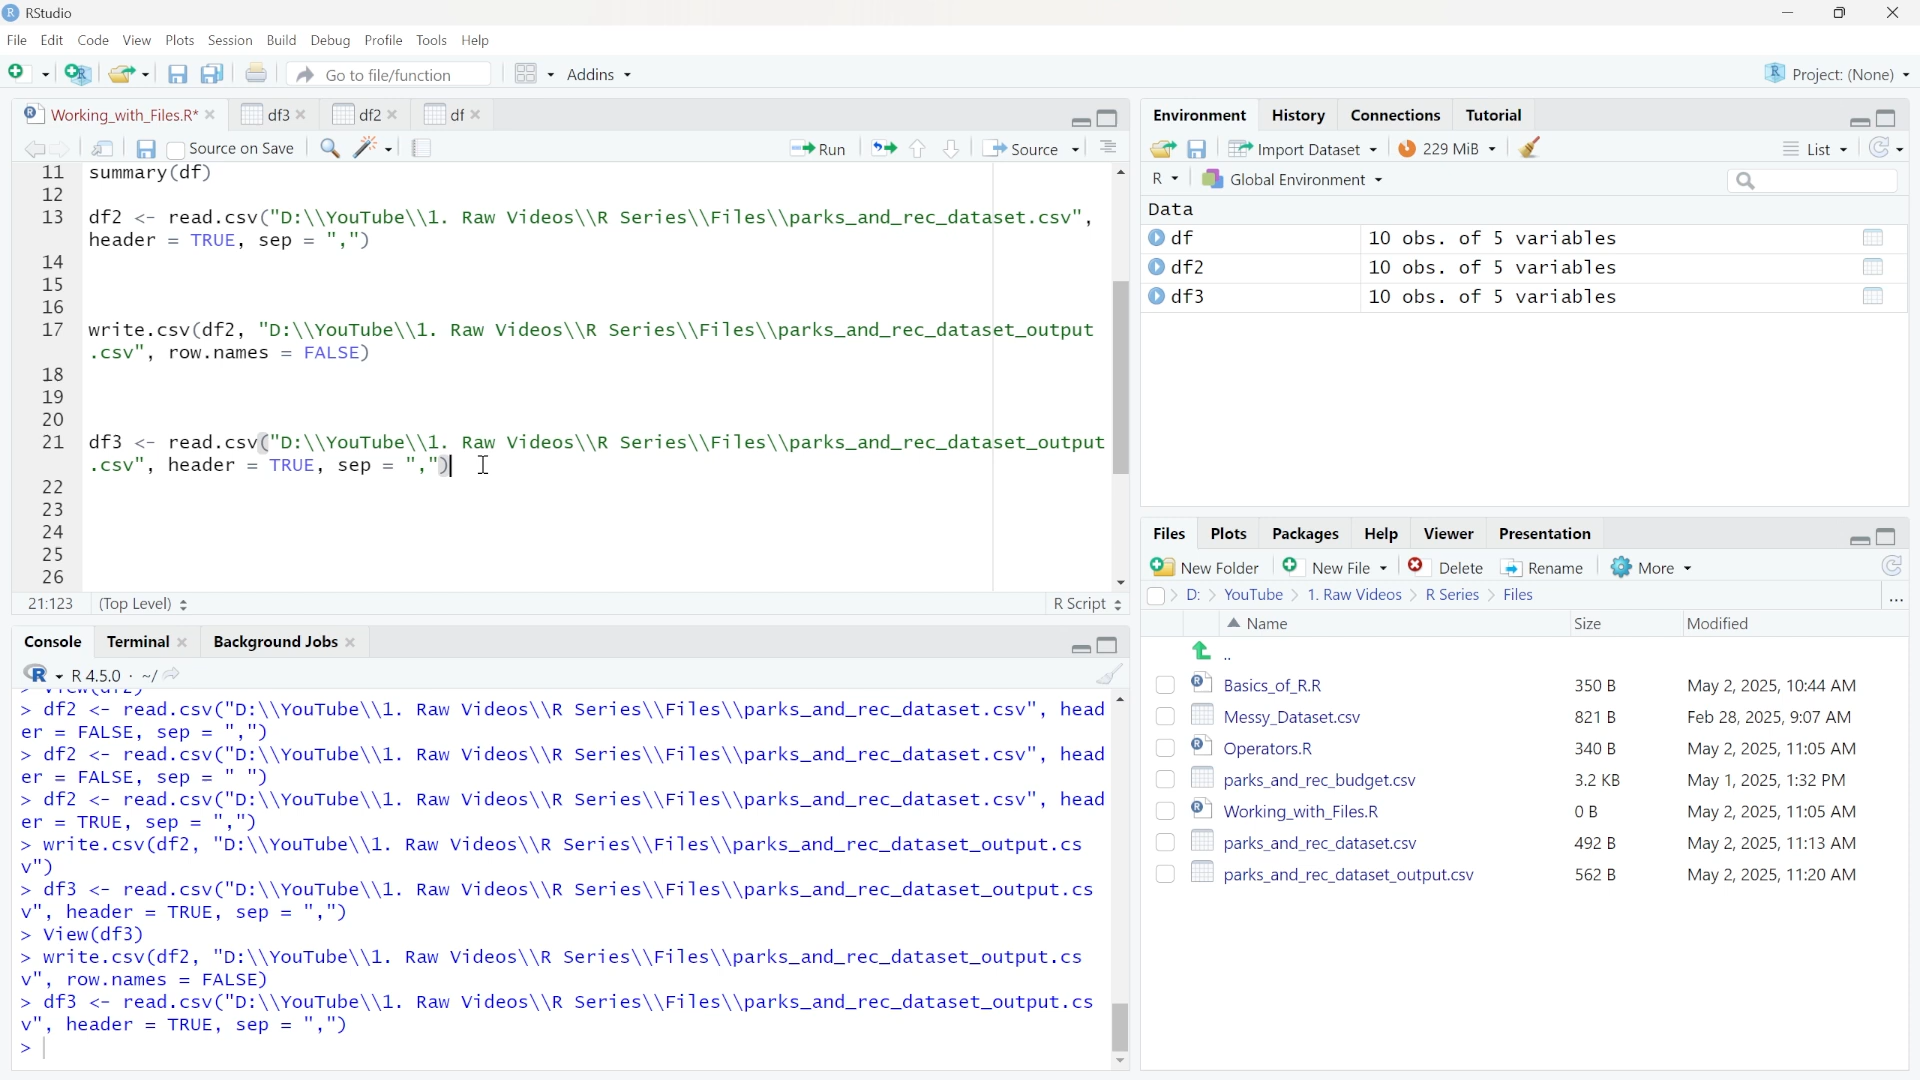 RStudio
File Edit Code View Plots Session Build Debug Profile Tools Help
Go to file/function Addins Project: (None)
Working_with_Files.R* df3 df2 df
Source on Save Run Source
11 summary(df)
12
13 df2 <- read.csv("D:\\YouTube\\1. Raw Videos\\R Series\\Files\\parks_and_rec_dataset.csv",
header = TRUE, sep = ",")
14
15
16
17 write.csv(df2, "D:\\YouTube\\1. Raw Videos\\R Series\\Files\\parks_and_rec_dataset_output
.csv", row.names = FALSE)
18
19
20
21 df3 <- read.csv("D:\\YouTube\\1. Raw Videos\\R Series\\Files\\parks_and_rec_dataset_output
.csv", header = TRUE, sep = ",")
22
23
24
25
26
21:123 (Top Level) R Script
Console Terminal Background Jobs
R 4.5.0 · ~/
> View(df2)
> df2 <- read.csv("D:\\YouTube\\1. Raw Videos\\R Series\\Files\\parks_and_rec_dataset.csv", head
er = FALSE, sep = ",")
> df2 <- read.csv("D:\\YouTube\\1. Raw Videos\\R Series\\Files\\parks_and_rec_dataset.csv", head
er = FALSE, sep = " ")
> df2 <- read.csv("D:\\YouTube\\1. Raw Videos\\R Series\\Files\\parks_and_rec_dataset.csv", head
er = TRUE, sep = ",")
> write.csv(df2, "D:\\YouTube\\1. Raw Videos\\R Series\\Files\\parks_and_rec_dataset_output.cs
v")
> df3 <- read.csv("D:\\YouTube\\1. Raw Videos\\R Series\\Files\\parks_and_rec_dataset_output.cs
v", header = TRUE, sep = ",")
> View(df3)
> write.csv(df2, "D:\\YouTube\\1. Raw Videos\\R Series\\Files\\parks_and_rec_dataset_output.cs
v", row.names = FALSE)
> df3 <- read.csv("D:\\YouTube\\1. Raw Videos\\R Series\\Files\\parks_and_rec_dataset_output.cs
v", header = TRUE, sep = ",")
>
Environment History Connections Tutorial
Import Dataset 229 MiB List
R Global Environment
Data
df 10 obs. of 5 variables
df2 10 obs. of 5 variables
df3 10 obs. of 5 variables
Files Plots Packages Help Viewer Presentation
New Folder New File Delete Rename More
D: YouTube 1. Raw Videos R Series Files ...
Name Size Modified
..
Basics_of_R.R 350 B May 2, 2025, 10:44 AM
Messy_Dataset.csv 821 B Feb 28, 2025, 9:07 AM
Operators.R 340 B May 2, 2025, 11:05 AM
parks_and_rec_budget.csv 3.2 KB May 1, 2025, 1:32 PM
Working_with_Files.R 0 B May 2, 2025, 11:05 AM
parks_and_rec_dataset.csv 492 B May 2, 2025, 11:13 AM
parks_and_rec_dataset_output.csv 562 B May 2, 2025, 11:20 AM